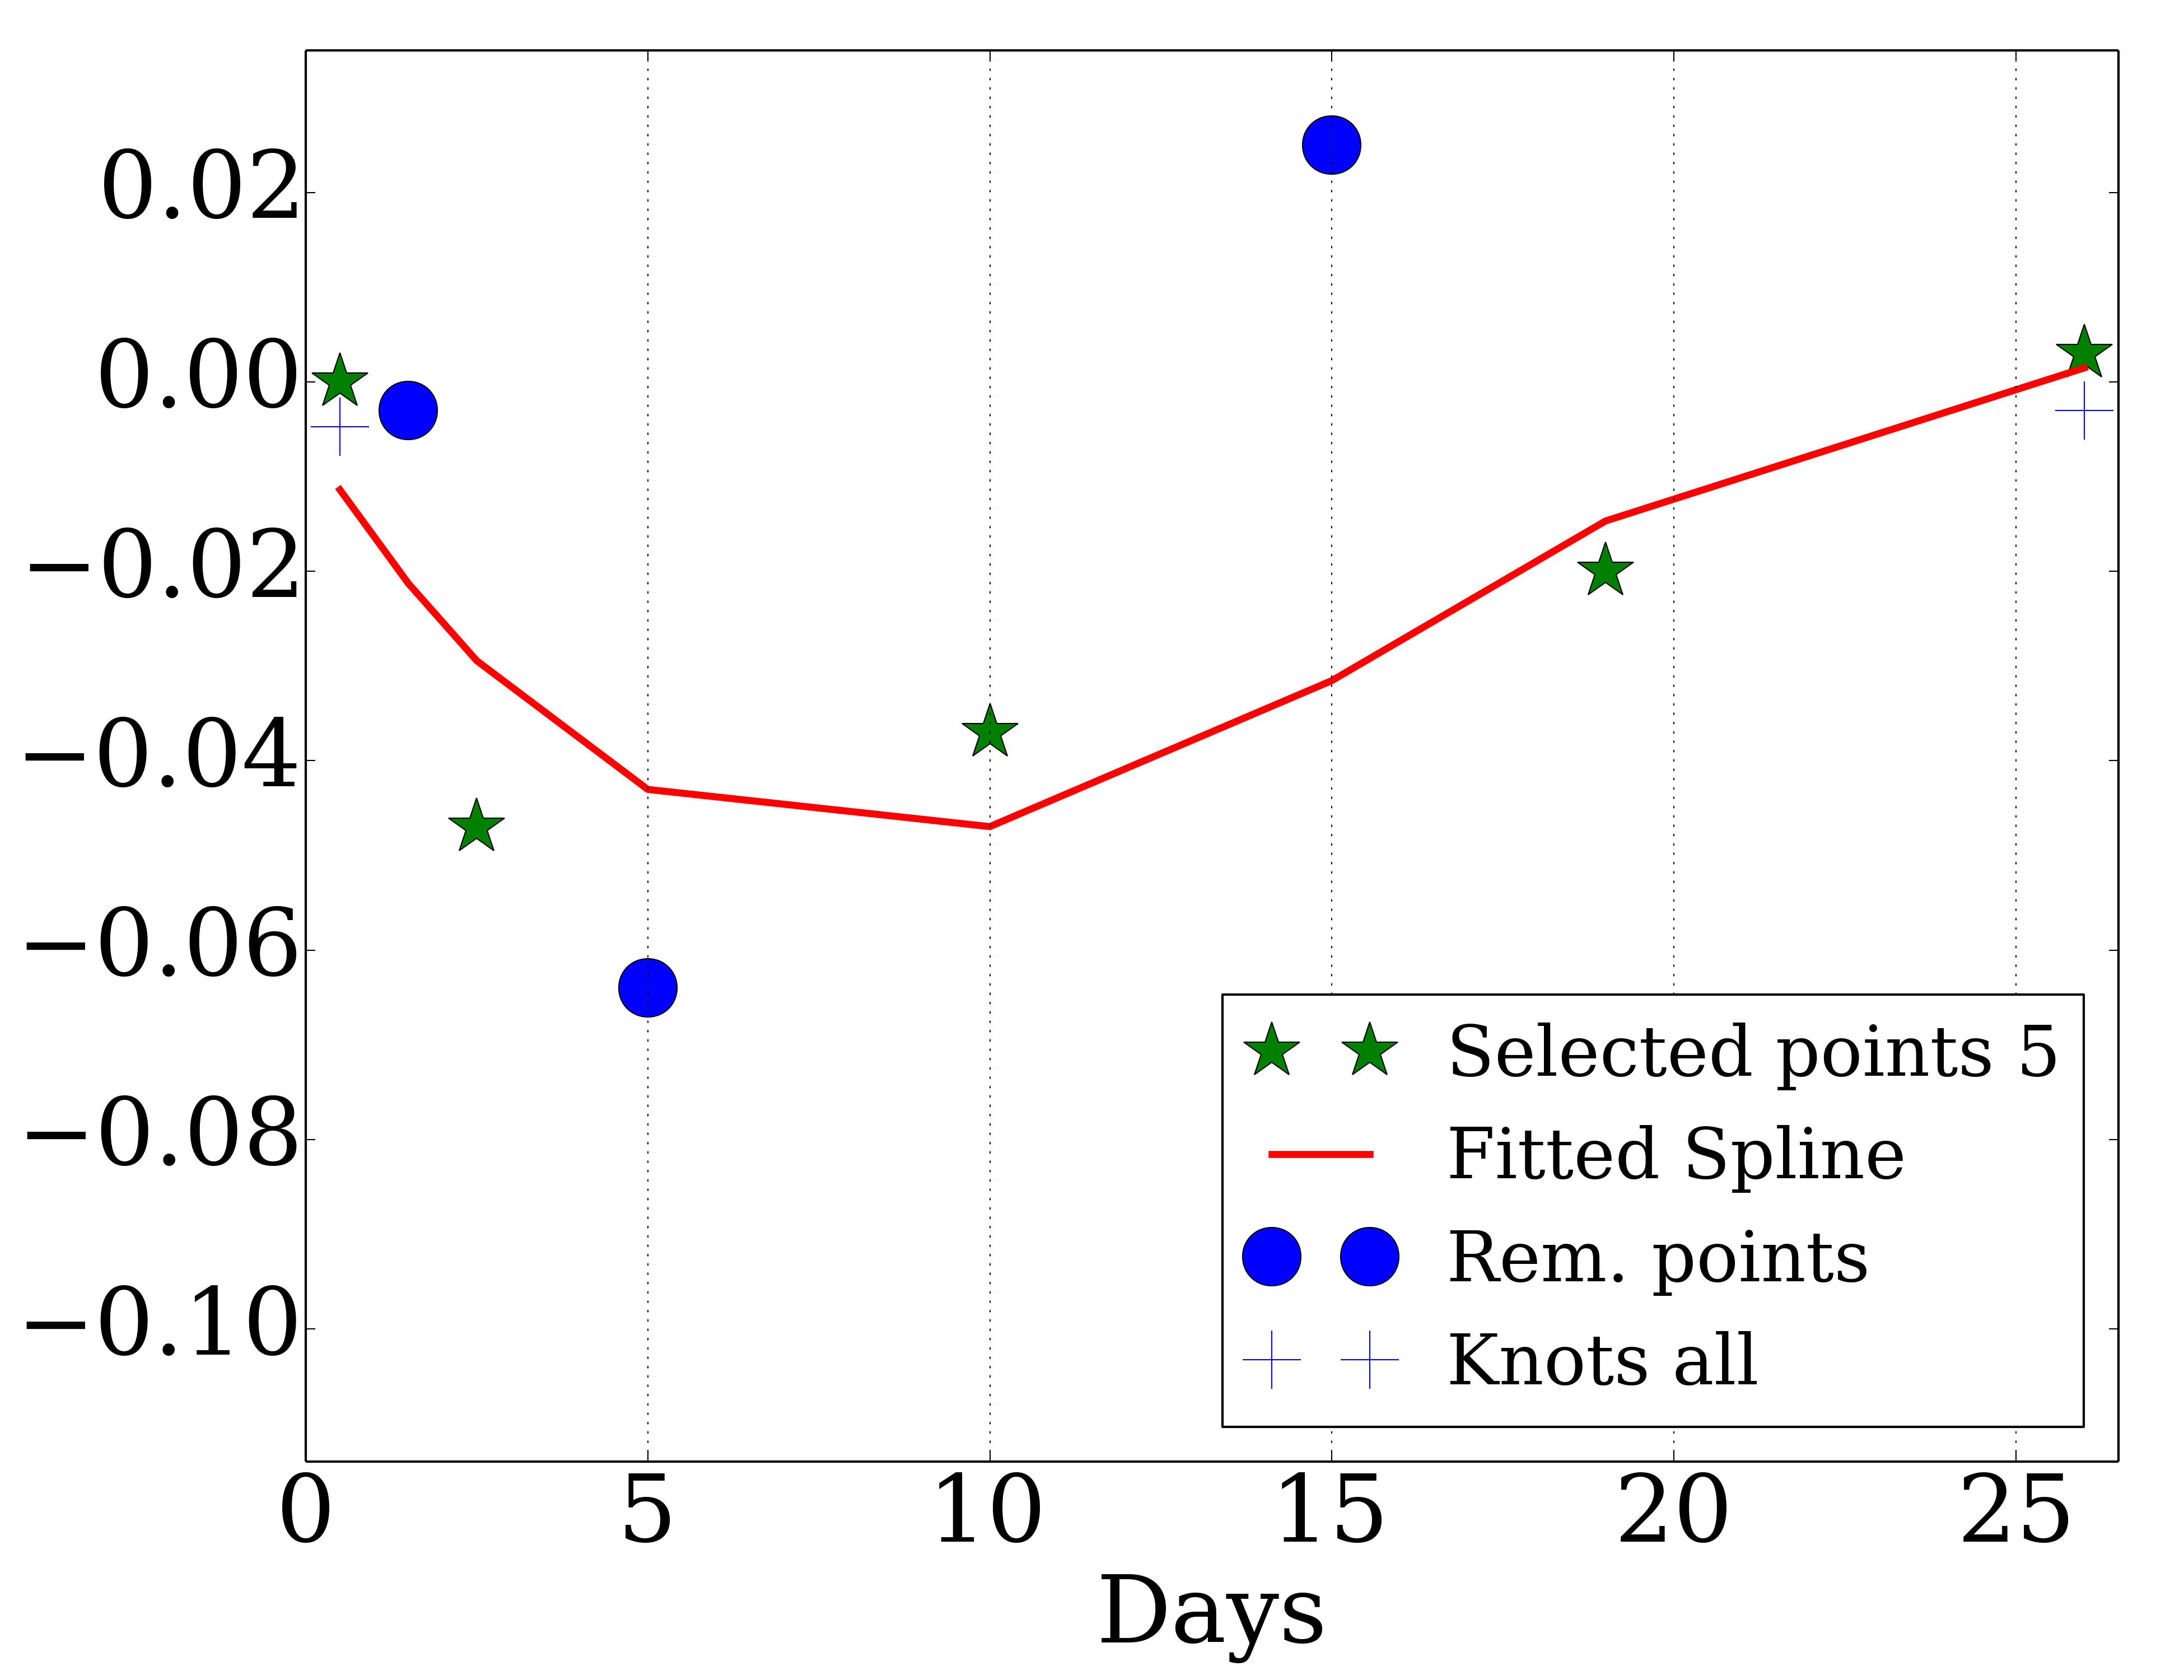 0.02
0.00
−0.02
−0.04
−0.06
−0.08
−0.10
Selected points 5
Fitted Spline
Rem. points
Knots all
0 5 10 15 20 25
Days